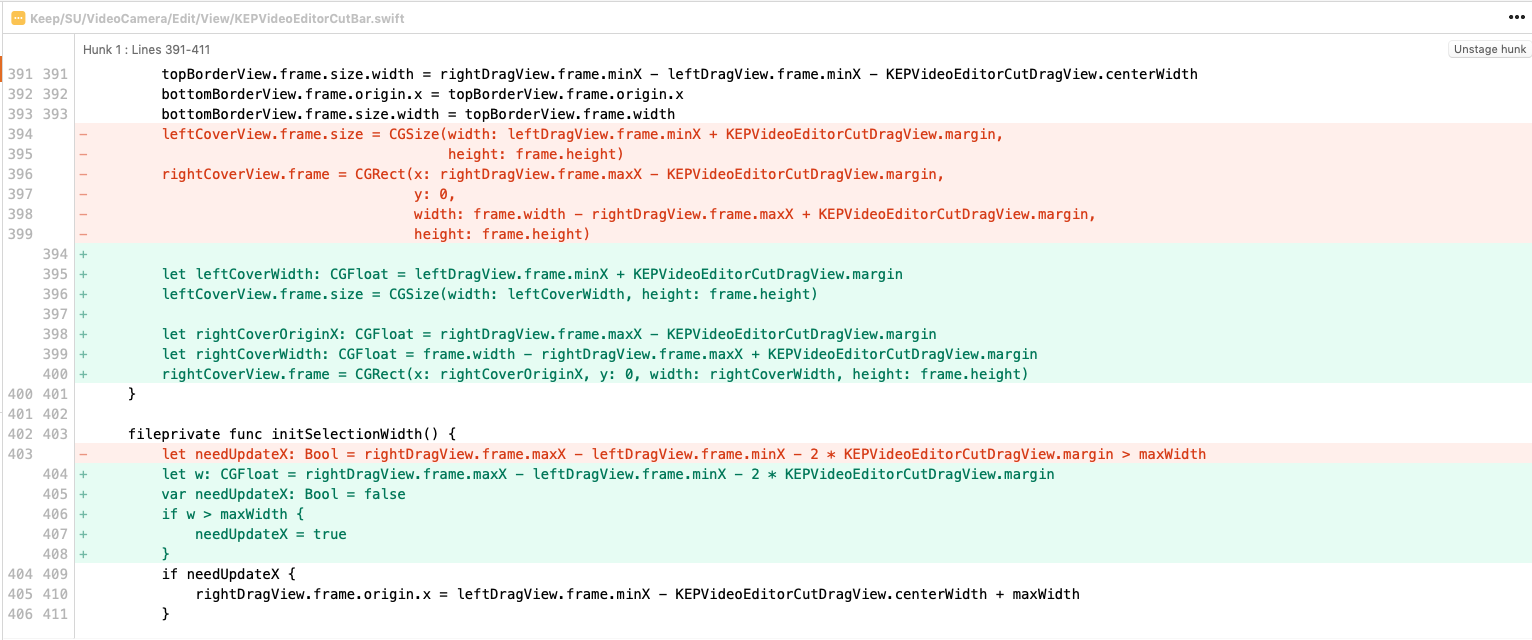 Keep/SU/VideoCamera/Edit/View/KEPVideoEditorCutBar.swift
Hunk 1 : Lines 391-411
Unstage hunk
391 391 topBorderView.frame.size.width = rightDragView.frame.minX - leftDragView.frame.minX - KEPVideoEditorCutDragView.centerWidth
392 392 bottomBorderView.frame.origin.x = topBorderView.frame.origin.x
393 393 bottomBorderView.frame.size.width = topBorderView.frame.width
394 - leftCoverView.frame.size = CGSize(width: leftDragView.frame.minX + KEPVideoEditorCutDragView.margin,
395 - height: frame.height)
396 - rightCoverView.frame = CGRect(x: rightDragView.frame.maxX - KEPVideoEditorCutDragView.margin,
397 - y: 0,
398 - width: frame.width - rightDragView.frame.maxX + KEPVideoEditorCutDragView.margin,
399 - height: frame.height)
394 +
395 + let leftCoverWidth: CGFloat = leftDragView.frame.minX + KEPVideoEditorCutDragView.margin
396 + leftCoverView.frame.size = CGSize(width: leftCoverWidth, height: frame.height)
397 +
398 + let rightCoverOriginX: CGFloat = rightDragView.frame.maxX - KEPVideoEditorCutDragView.margin
399 + let rightCoverWidth: CGFloat = frame.width - rightDragView.frame.maxX + KEPVideoEditorCutDragView.margin
400 + rightCoverView.frame = CGRect(x: rightCoverOriginX, y: 0, width: rightCoverWidth, height: frame.height)
400 401 }
401 402
402 403 fileprivate func initSelectionWidth() {
403 - let needUpdateX: Bool = rightDragView.frame.maxX - leftDragView.frame.minX - 2 * KEPVideoEditorCutDragView.margin > maxWidth
404 + let w: CGFloat = rightDragView.frame.maxX - leftDragView.frame.minX - 2 * KEPVideoEditorCutDragView.margin
405 + var needUpdateX: Bool = false
406 + if w > maxWidth {
407 + needUpdateX = true
408 + }
404 409 if needUpdateX {
405 410 rightDragView.frame.origin.x = leftDragView.frame.minX - KEPVideoEditorCutDragView.centerWidth + maxWidth
406 411 }